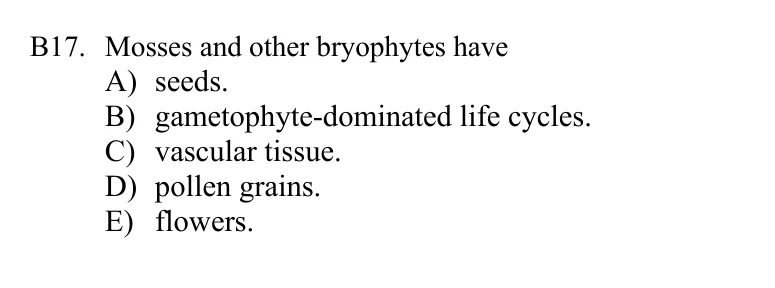 B17. Mosses and other bryophytes have
A) seeds.
B) gametophyte-dominated life cycles.
C) vascular tissue.
D) pollen grains.
E) flowers.